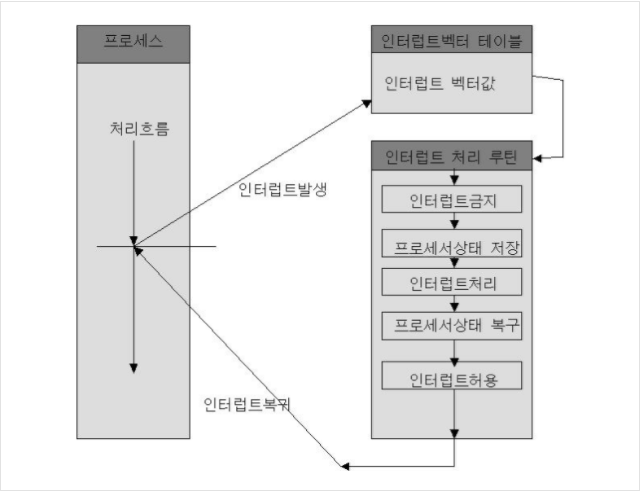 프로세스
처리흐름
인터럽트발생
인터럽트벡터 테이블
인터럽트 벡터값
인터럽트 처리 루틴
인터럽트금지
프로세서상태 저장
인터럽트처리
프로세서상태 복구
인터럽트허용
인터럽트복귀